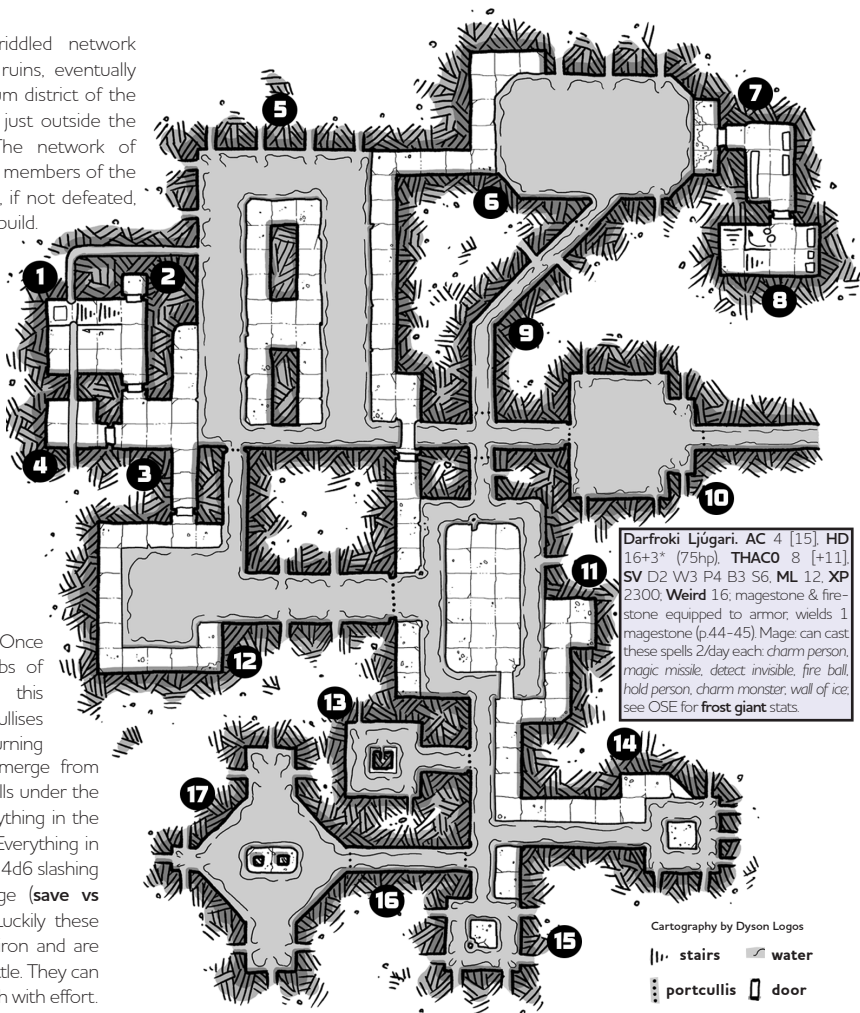 riddled network
ruins, eventually
um district of the
just outside the
The network of
members of the
, if not defeated,
build.
5
7
6
1
2
8
9
4
3
10
Darfroki Ljúgari. AC 4 [15], HD
16+3* (75hp), THAC0 8 [+11],
SV D2 W3 P4 B3 S6, ML 12, XP
2300; Weird 16; magestone & fire-
stone equipped to armor, wields 1
magestone (p.44-45). Mage: can cast
these spells 2/day each: charm person,
magic missile, detect invisible, fire ball,
hold person, charm monster, wall of ice;
see OSE for frost giant stats.
11
12
Once
bs of
this
cullises
urning
merge from
lls under the
ything in the
Everything in
4d6 slashing
ge (save vs
Luckily these
iron and are
ttle. They can
h with effort.
13
14
17
16
15
Cartography by Dyson Logos
stairs
water
portcullis
door